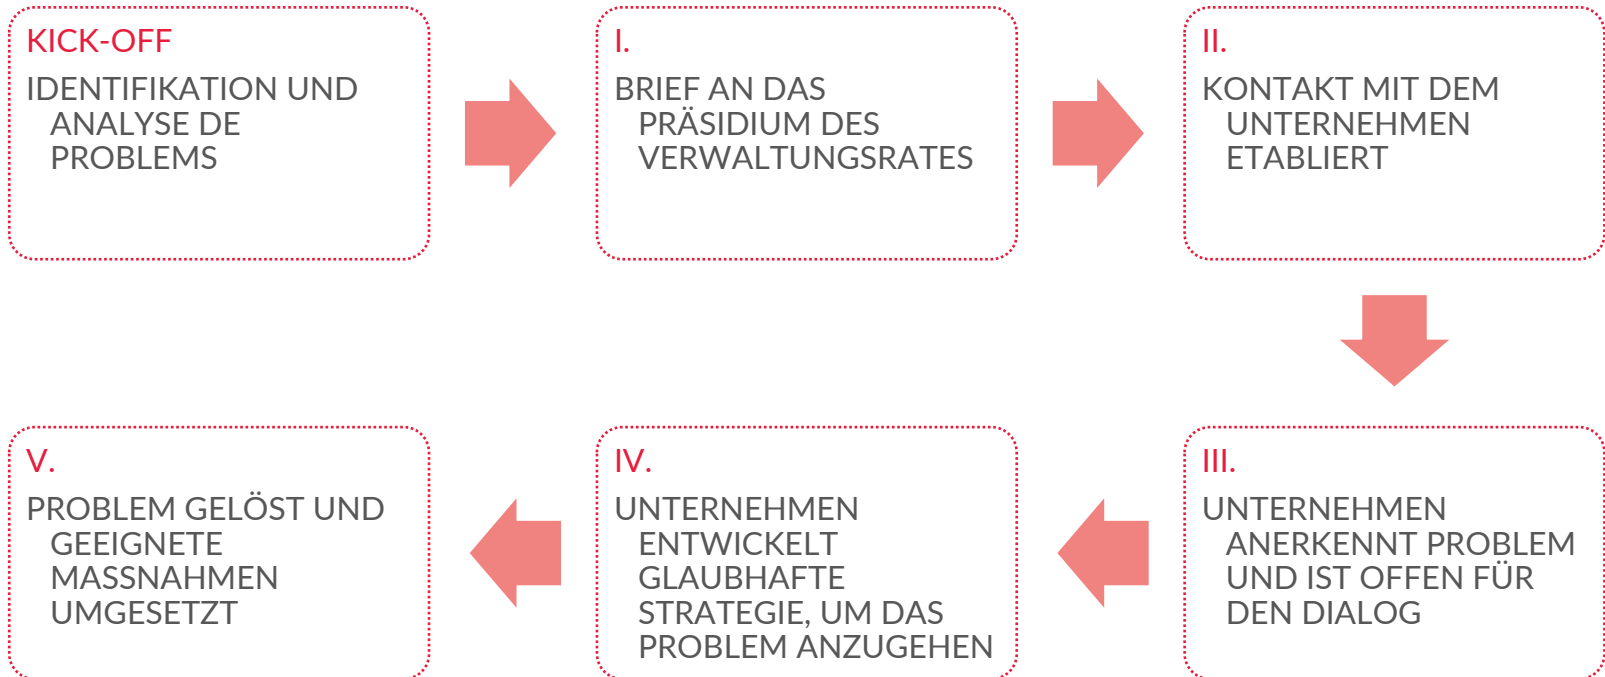 KICK-OFF
IDENTIFIKATION UND
ANALYSE DE
PROBLEMS
I.
BRIEF AN DAS
PRÄSIDIUM DES
VERWALTUNGSRATES
II.
KONTAKT MIT DEM
UNTERNEHMEN
ETABLIERT
III.
UNTERNEHMEN
ANERKENNT PROBLEM
UND IST OFFEN FÜR
DEN DIALOG
IV.
UNTERNEHMEN
ENTWICKELT
GLAUBHAFTE
STRATEGIE, UM DAS
PROBLEM ANZUGEHEN
V.
PROBLEM GELÖST UND
GEEIGNETE
MASSNAHMEN
UMGESETZT